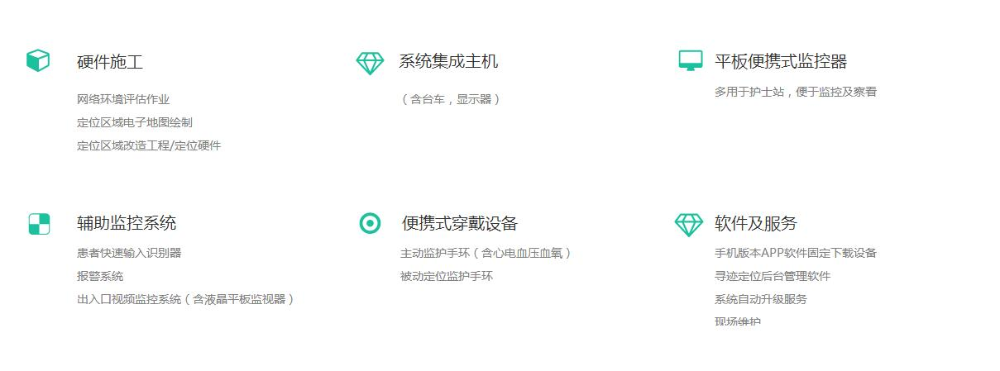 硬件施工
网络环境评估作业
定位区域电子地图绘制
定位区域改造工程/定位硬件
系统集成主机
（含台车，显示器）
平板便携式监控器
多用于护士站，便于监控及察看
辅助监控系统
患者快速输入识别器
报警系统
出入口视频监控系统（含液晶平板监视器）
便携式穿戴设备
主动监护手环（含心电血压血氧）
被动定位监护手环
软件及服务
手机版本APP软件固定下载设备
寻迹定位后台管理软件
系统自动升级服务
现场维护